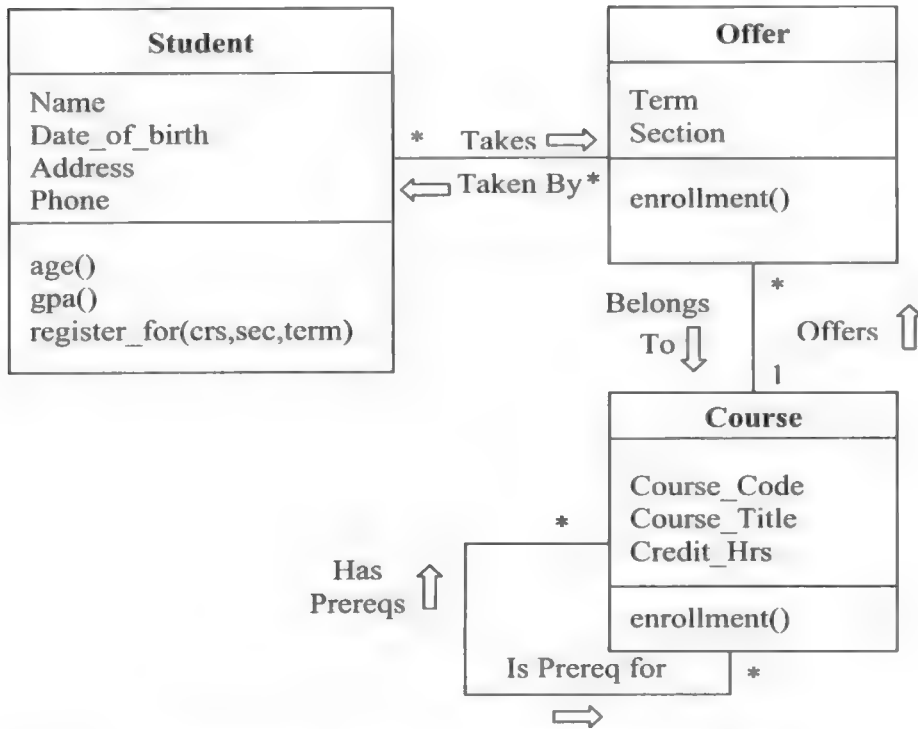 Student
Name
Date_of_birth
Address
Phone
age()
gpa()
register_for(crs,sec,term)
* Takes
Taken By *
Offer
Term
Section
enrollment()
*
Belongs
To
Offers
1
Course
Course_Code
Course_Title
Credit_Hrs
enrollment()
*
Has
Prereqs
Is Prereq for
*